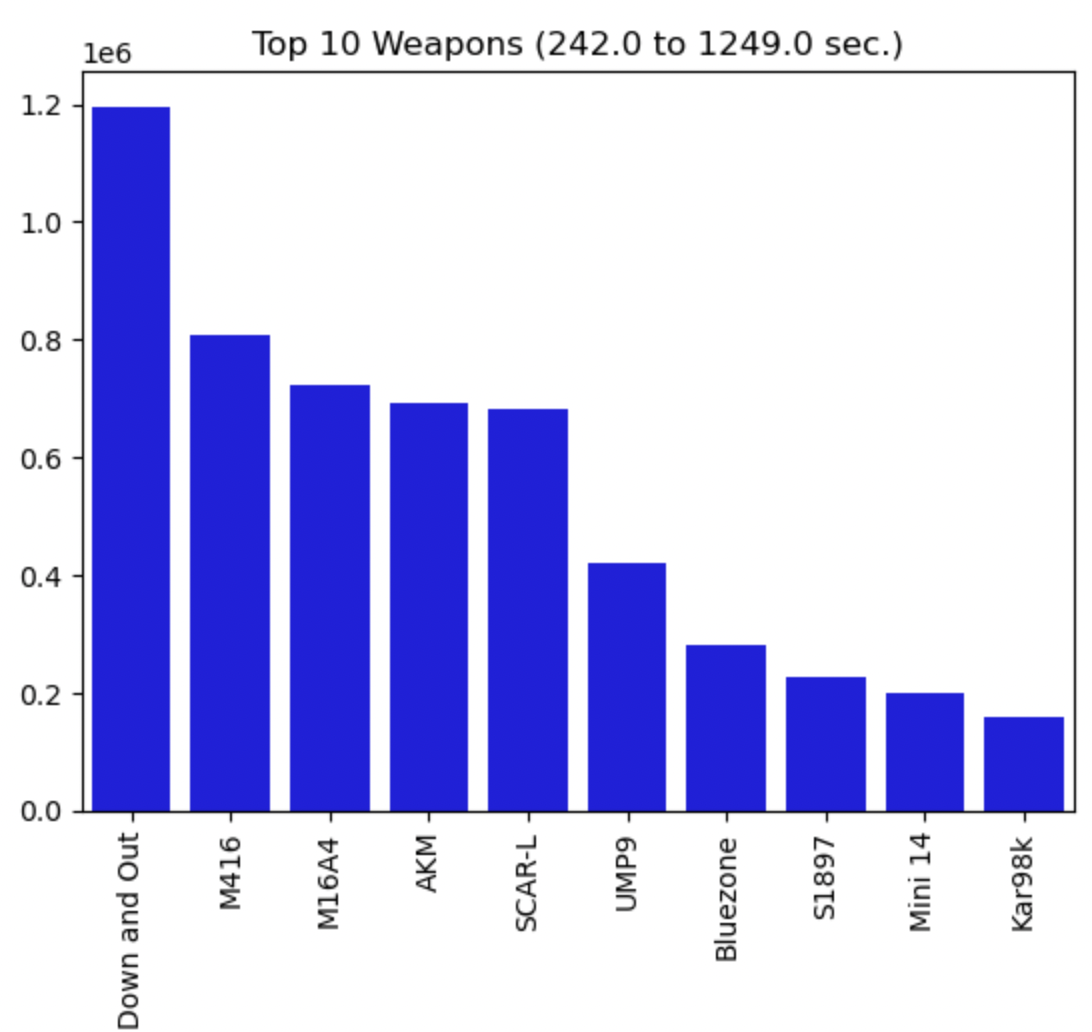 Top 10 Weapons (242.0 to 1249.0 sec.)
1e6
1.2
1.0
0.8
0.6
0.4
0.2
0.0
Down and Out
M416
M16A4
AKM
SCAR-L
UMP9
Bluezone
S1897
Mini 14
Kar98k